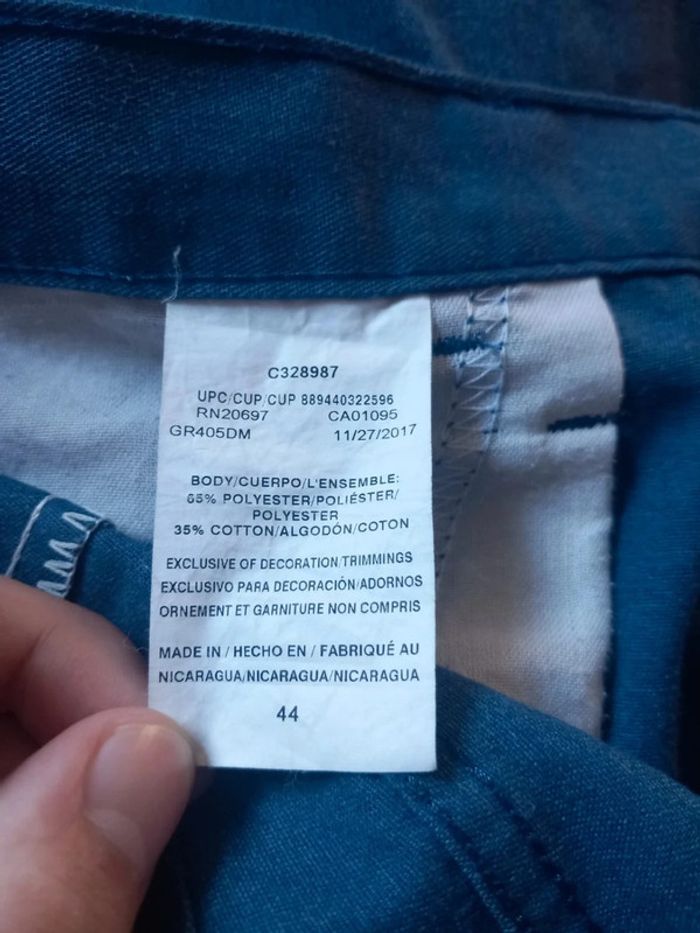 C328987
UPC/CUP/CUP 889440322596
RN20697 CA01095
GR405DM 11/27/2017
BODY/CUERPO/L'ENSEMBLE:
65% POLYESTER/POLIÉSTER/
POLYESTER
35% COTTON/ALGODÓN/COTON
EXCLUSIVE OF DECORATION/TRIMMINGS
EXCLUSIVO PARA DECORACIÓN/ADORNOS
ORNEMENT ET GARNITURE NON COMPRIS
MADE IN / HECHO EN / FABRIQUÉ AU
NICARAGUA/NICARAGUA/NICARAGUA
44